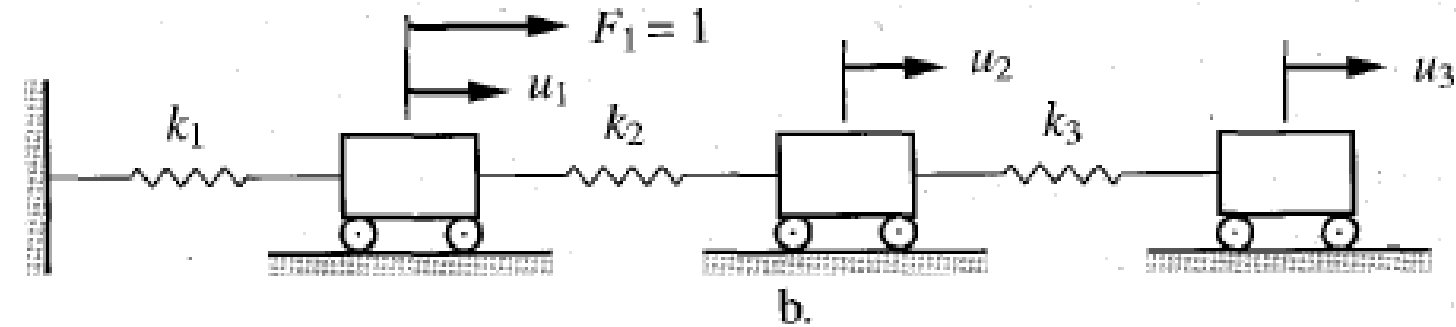 F₁ = 1
u₁
u₂
u₃
k₁
k₂
k₃
b.